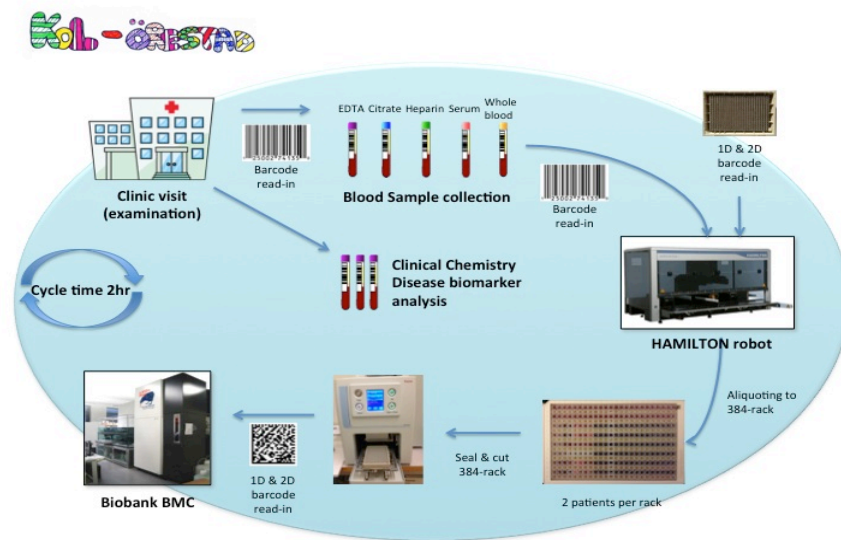 KOL-ÖRESTAD
EDTA Citrate Heparin Serum Whole
blood
Barcode
read-in
Clinic visit
(examination)
Blood Sample collection
Barcode
read-in
1D & 2D
barcode
read-in
Clinical Chemistry
Disease biomarker
analysis
Cycle time 2hr
HAMILTON robot
Aliquoting to
384-rack
2 patients per rack
Seal & cut
384-rack
1D & 2D
barcode
read-in
Biobank BMC